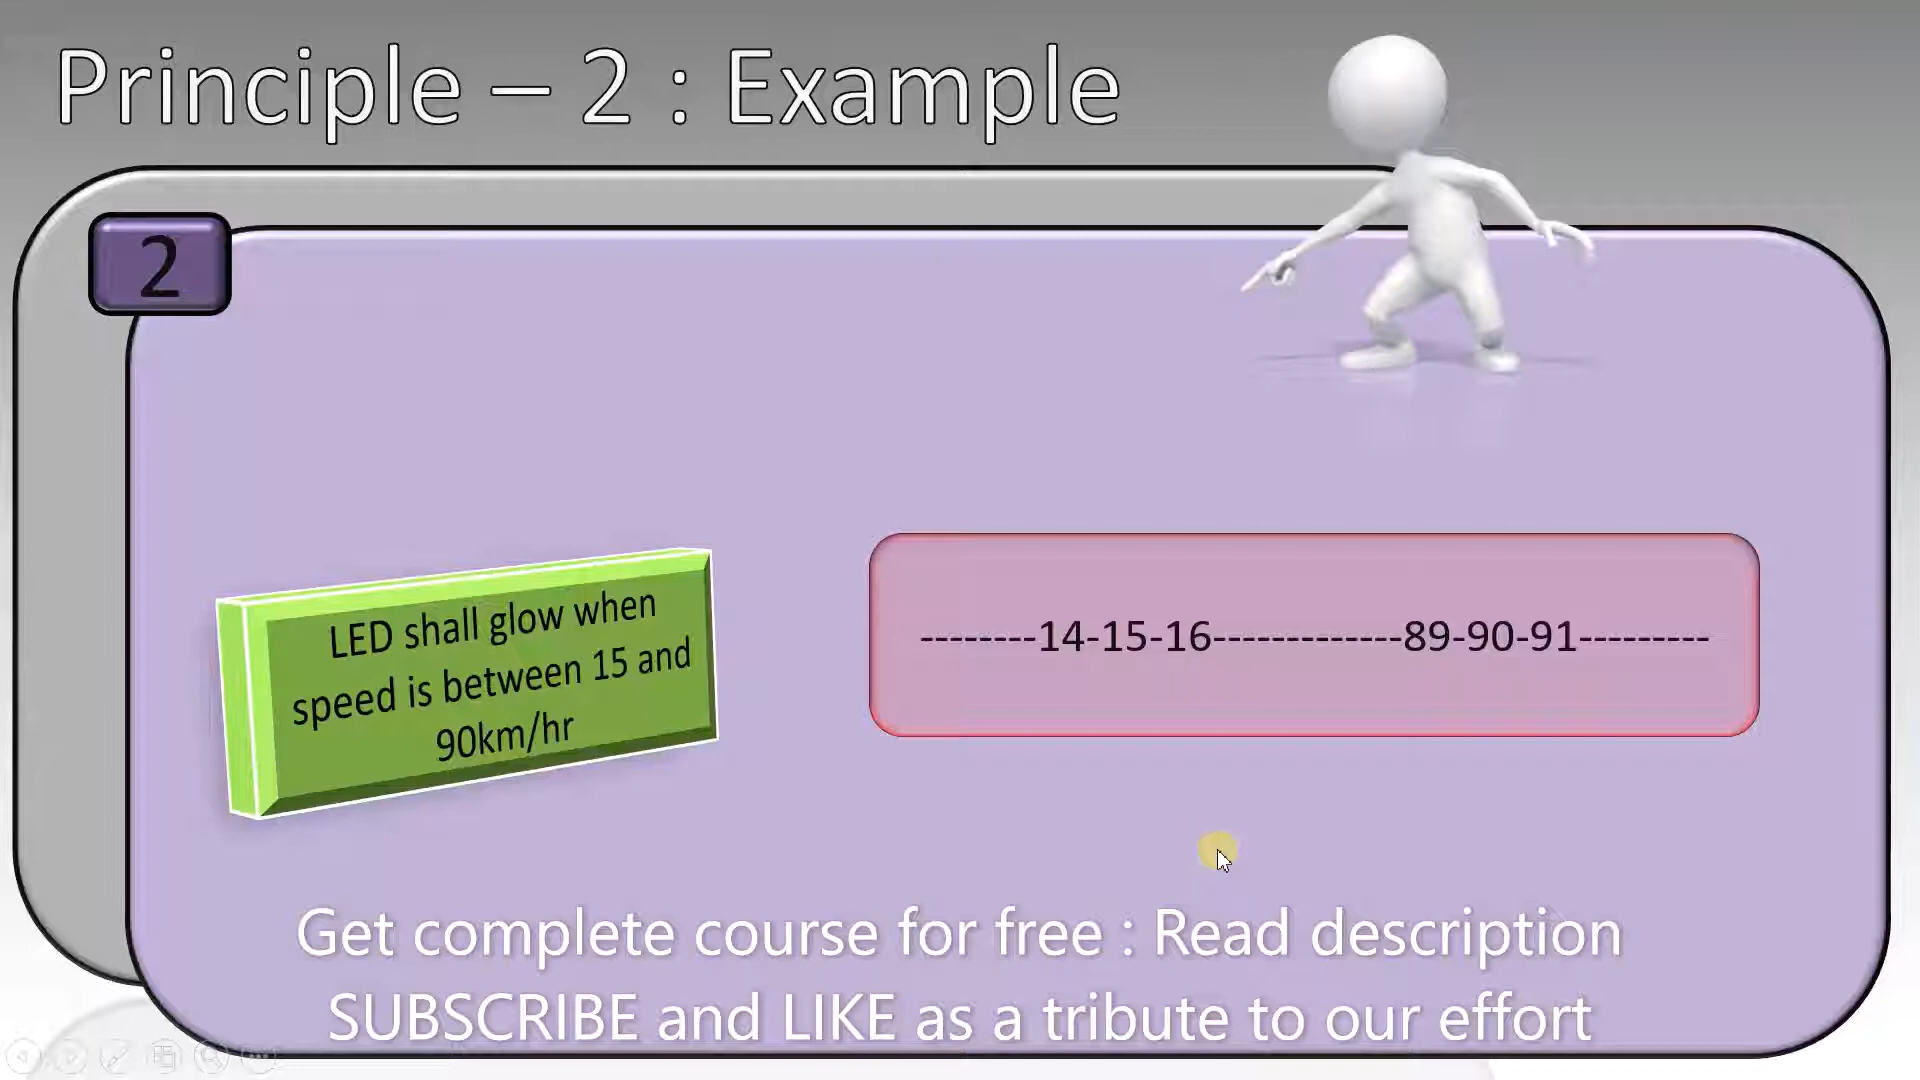 Principle – 2 : Example
2
LED shall glow when
speed is between 15 and
90km/hr
--------14-15-16-------------89-90-91---------
Get complete course for free : Read description
SUBSCRIBE and LIKE as a tribute to our effort